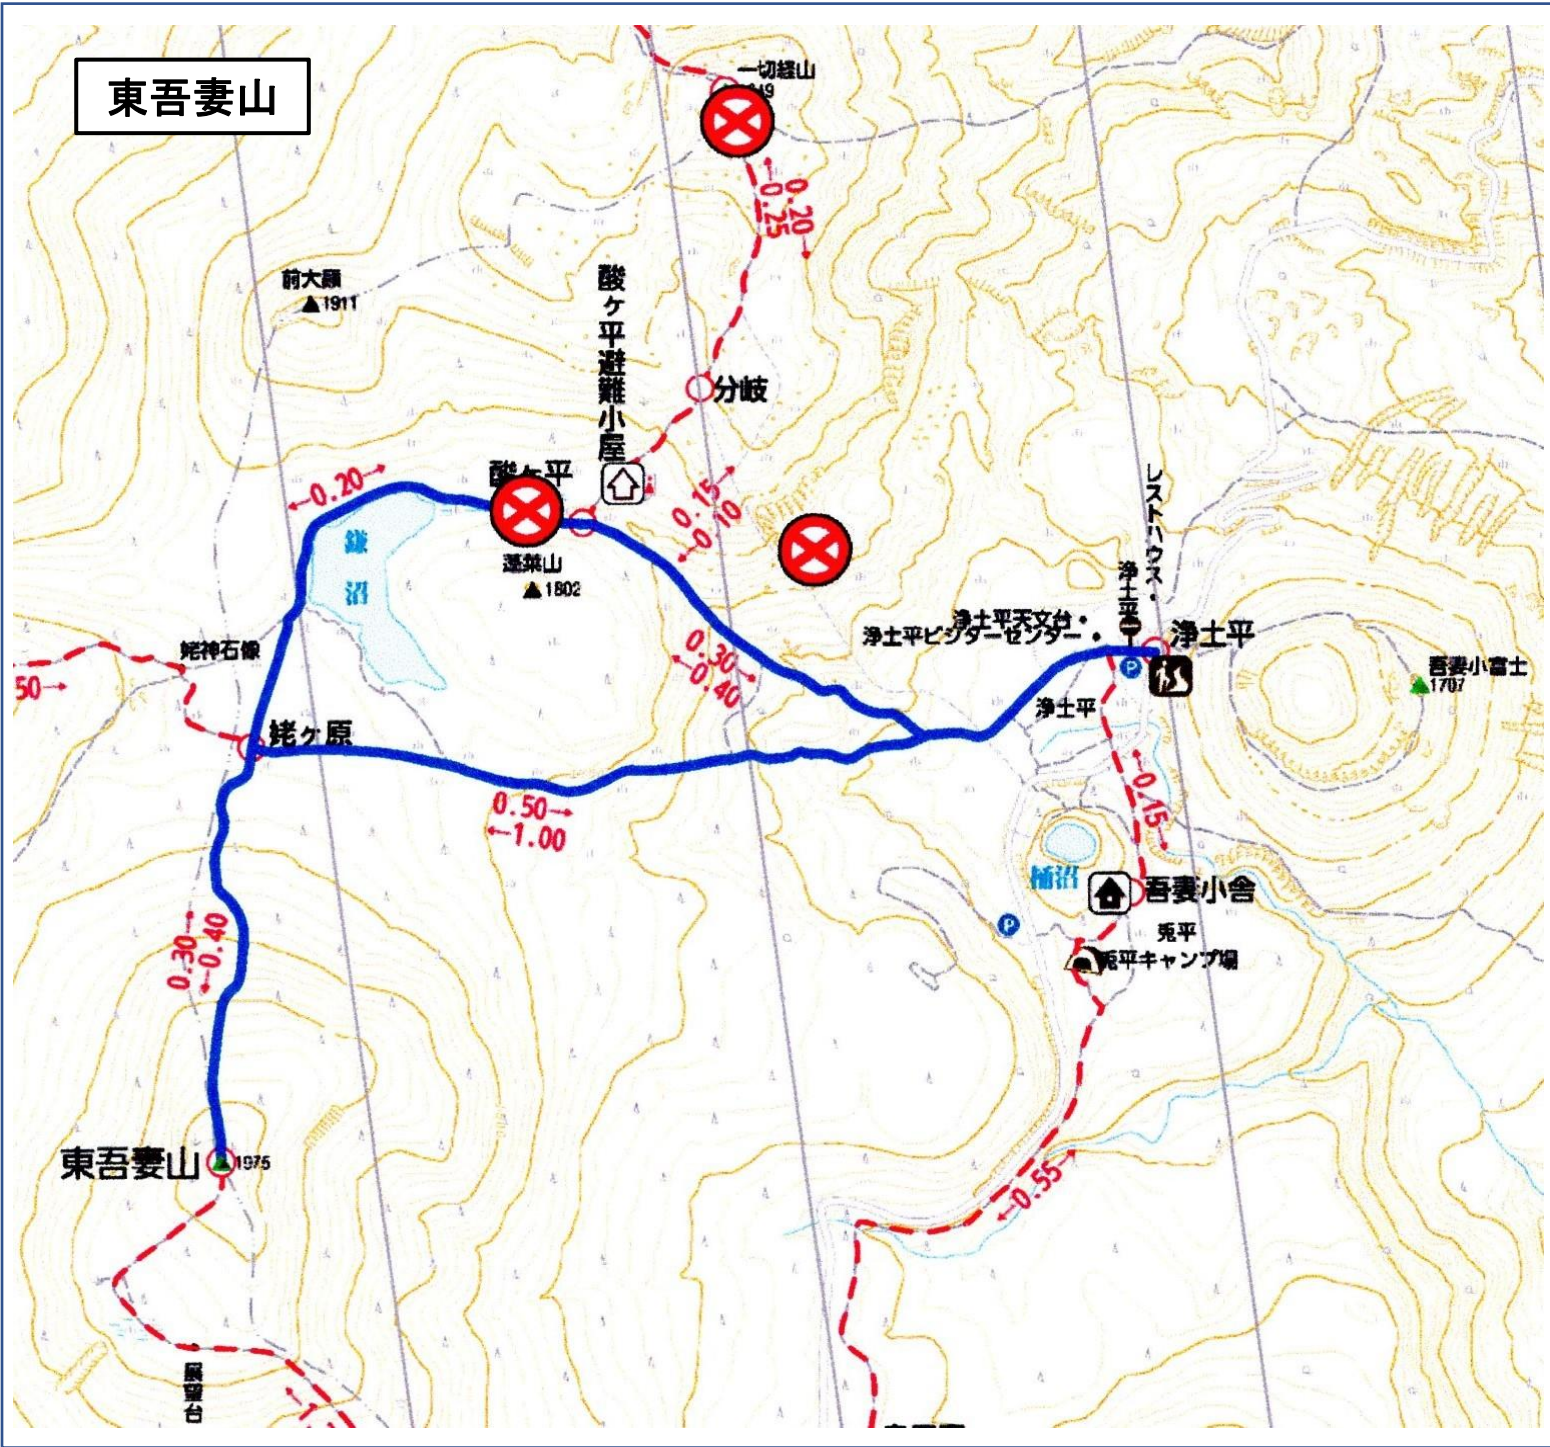 東吾妻山
一切経山
0.20→
←0.25
前大巓
▲1911
酸ヶ平避難小屋
分岐
←0.20→
酸ヶ平
0.15→
←0.10
鎌沼
蓬莱山
▲1802
レストハウス・
浄土平
浄土平天文台・
浄土平ビジターセンター・
浄土平
P
0.30→
←0.40
姥神石像
50→
吾妻小富士
▲1707
浄土平
姥ヶ原
0.50→
←1.00
←0.15→
桶沼
吾妻小舎
兎平
P
兎平キャンプ場
0.30→
←0.40
東吾妻山
1975
←0.55→
展望台